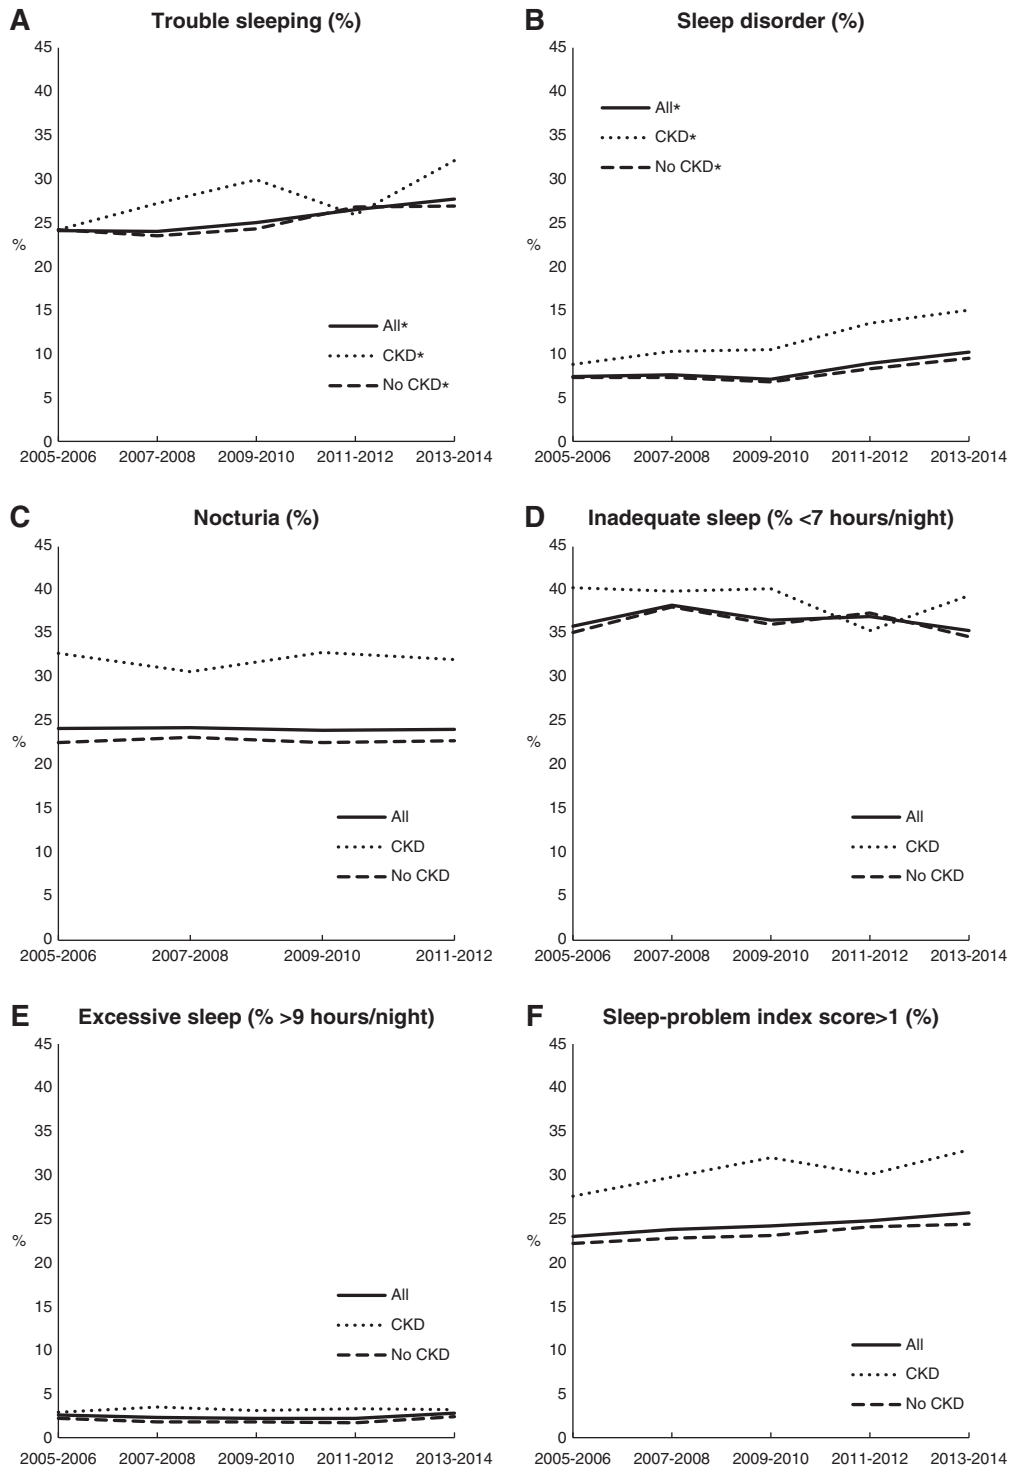 A Trouble sleeping (%)
45
40
35
30
25
%
20
15
10
5
0
All*
CKD*
No CKD*
2005-2006 2007-2008 2009-2010 2011-2012 2013-2014
B Sleep disorder (%)
45
40
35
30
25
%
20
15
10
5
0
All*
CKD*
No CKD*
2005-2006 2007-2008 2009-2010 2011-2012 2013-2014
C Nocturia (%)
45
40
35
30
25
%
20
15
10
5
0
All
CKD
No CKD
2005-2006 2007-2008 2009-2010 2011-2012
D Inadequate sleep (% <7 hours/night)
45
40
35
30
25
%
20
15
10
5
0
All
CKD
No CKD
2005-2006 2007-2008 2009-2010 2011-2012 2013-2014
E Excessive sleep (% >9 hours/night)
45
40
35
30
25
%
20
15
10
5
0
All
CKD
No CKD
2005-2006 2007-2008 2009-2010 2011-2012 2013-2014
F Sleep-problem index score>1 (%)
45
40
35
30
25
%
20
15
10
5
0
All
CKD
No CKD
2005-2006 2007-2008 2009-2010 2011-2012 2013-2014